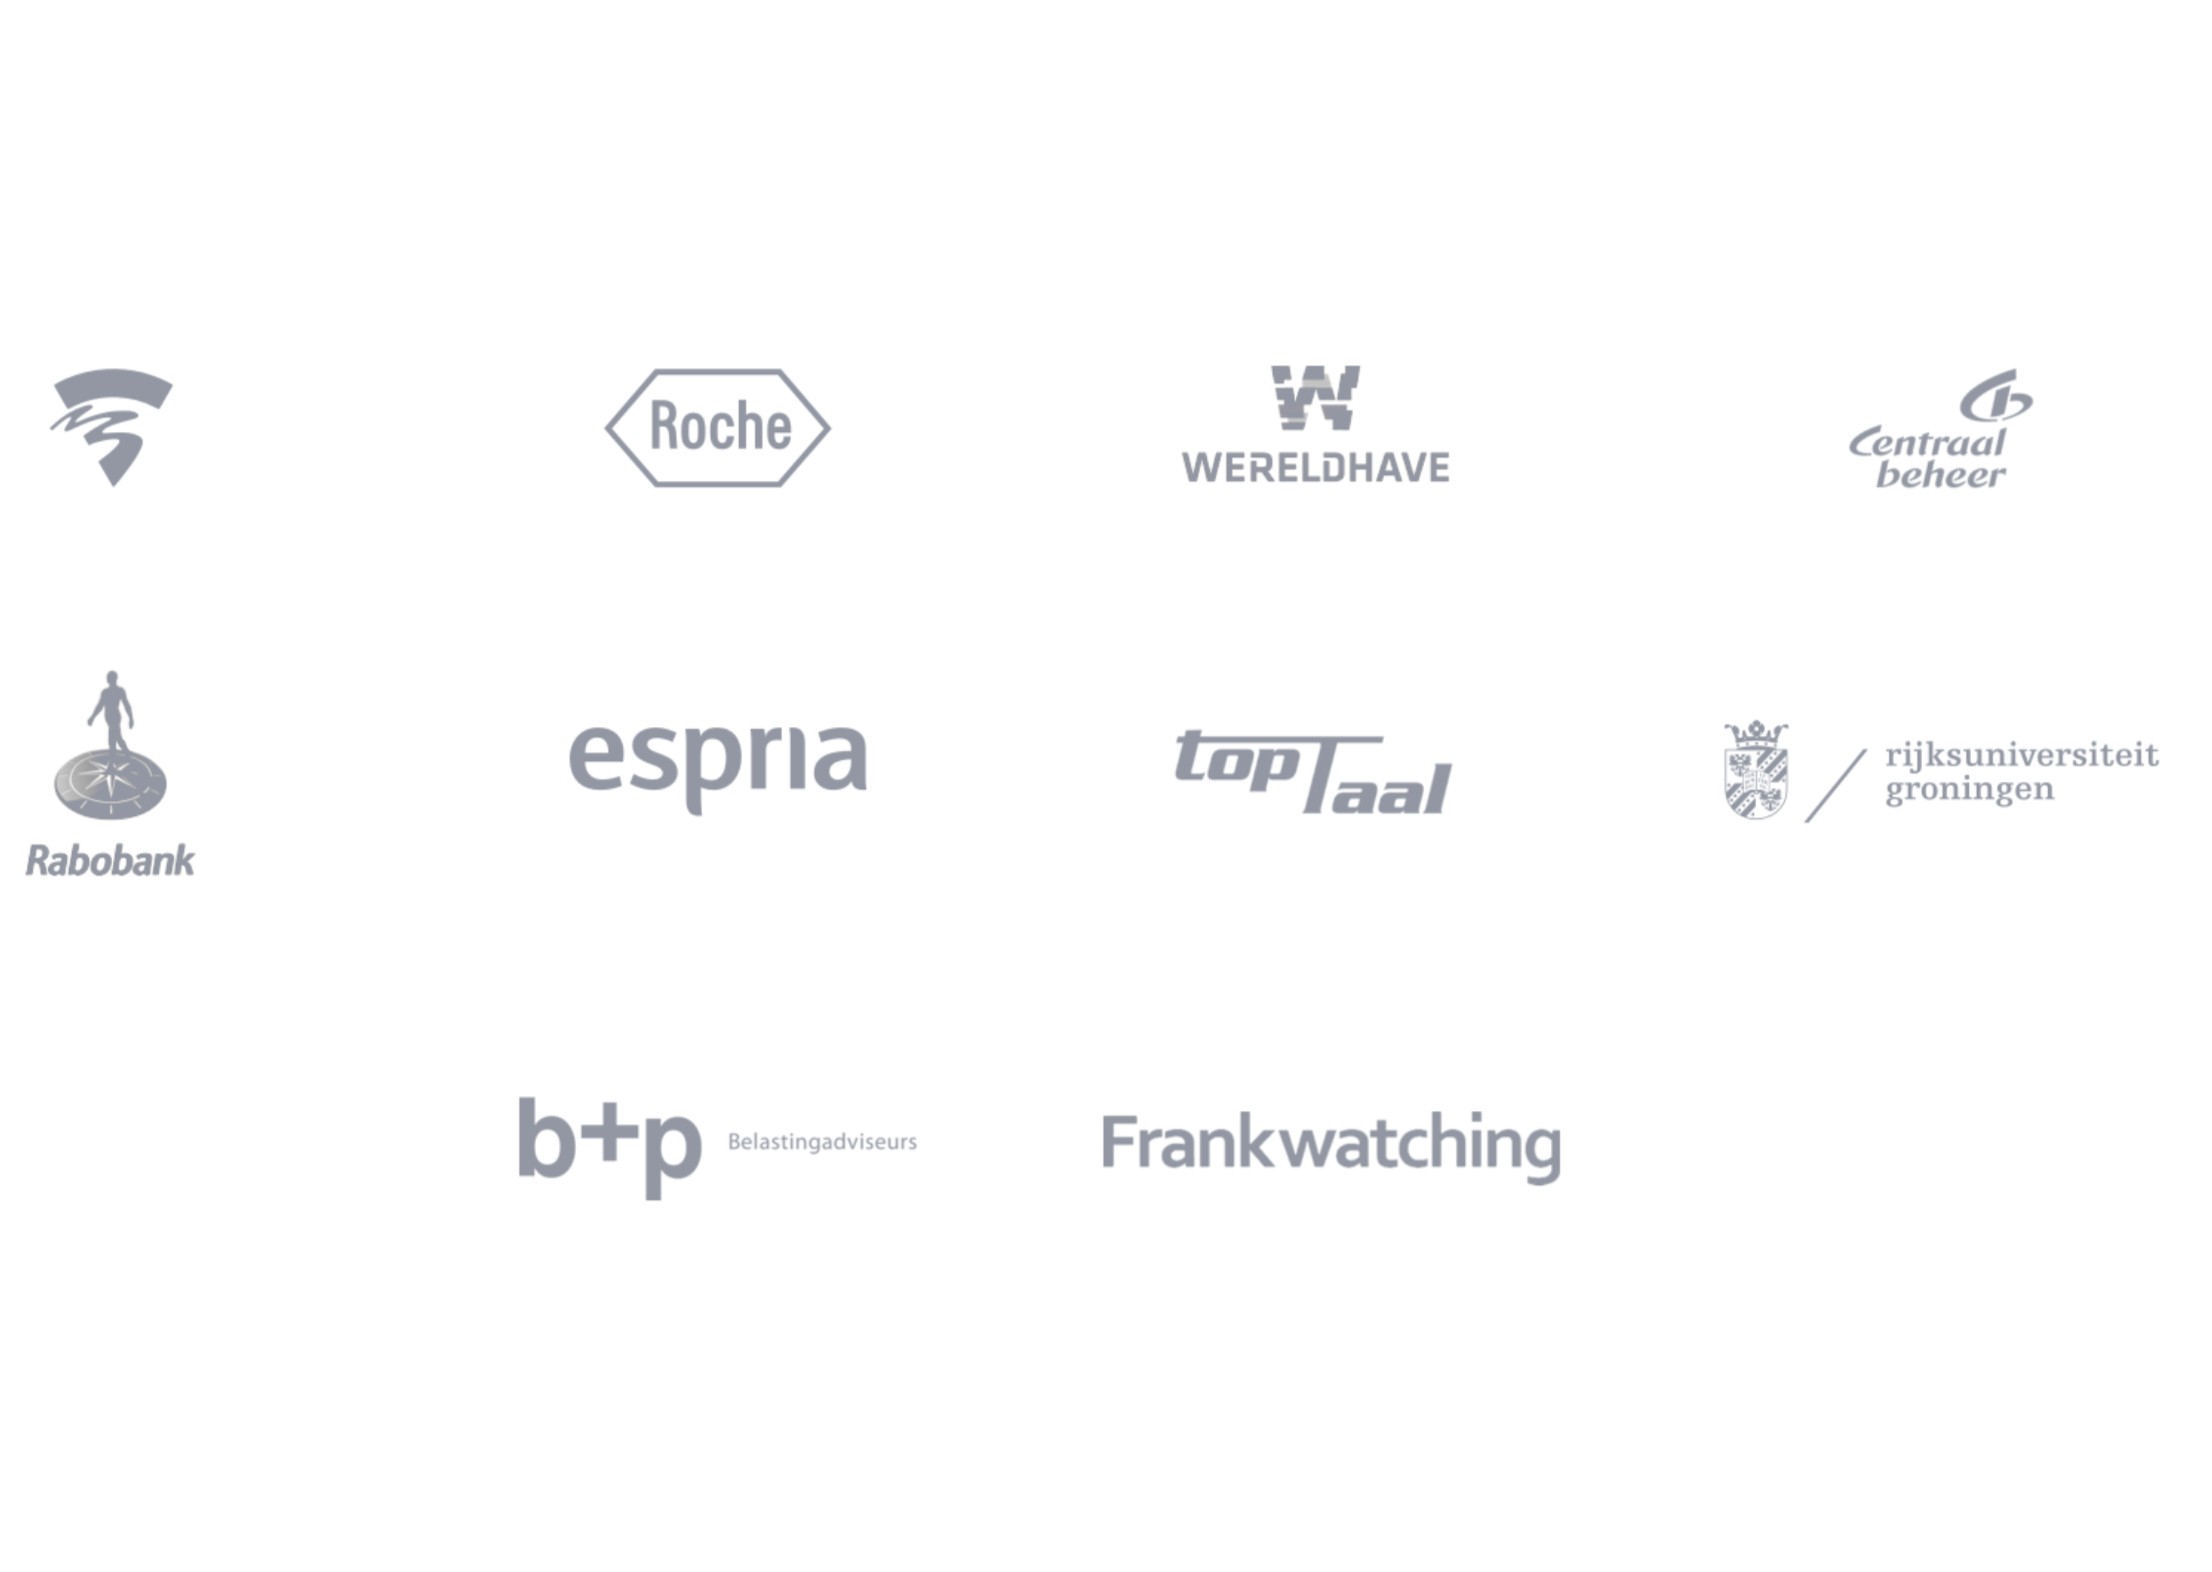 Roche
WERELDHAVE
Centraal
beheer
Rabobank
espria
topTaal
rijksuniversiteit
groningen
b+p Belastingadviseurs
Frankwatching